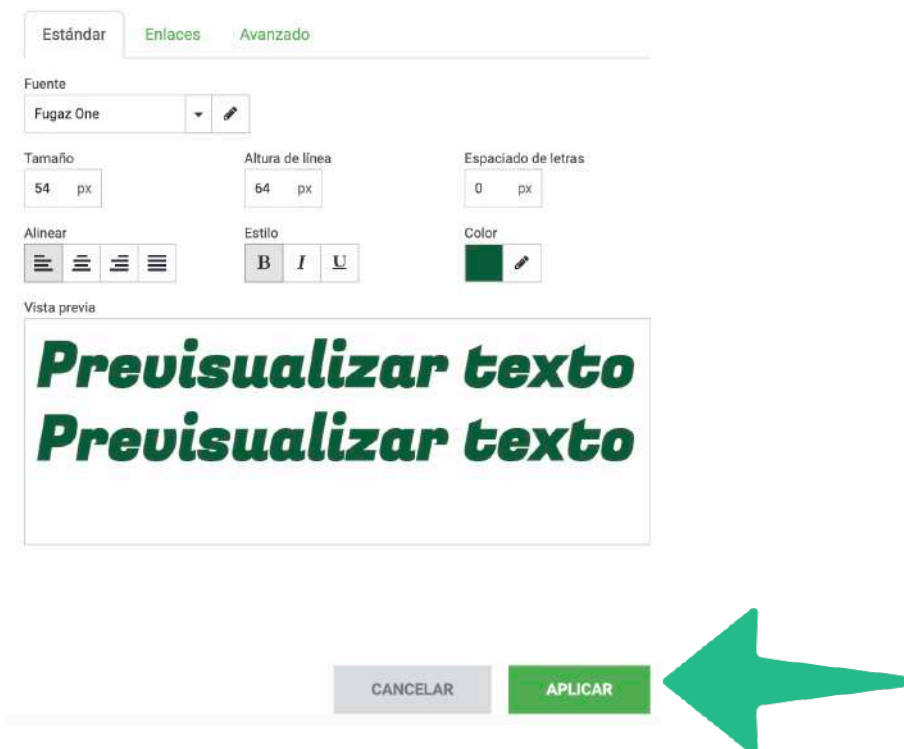 Estándar Enlaces Avanzado
Fuente
Fugaz One
Tamaño Altura de línea Espaciado de letras
54 px 64 px 0 px
Alinear Estilo Color
B I U
Vista previa
Previsualizar texto
Previsualizar texto
CANCELAR APLICAR